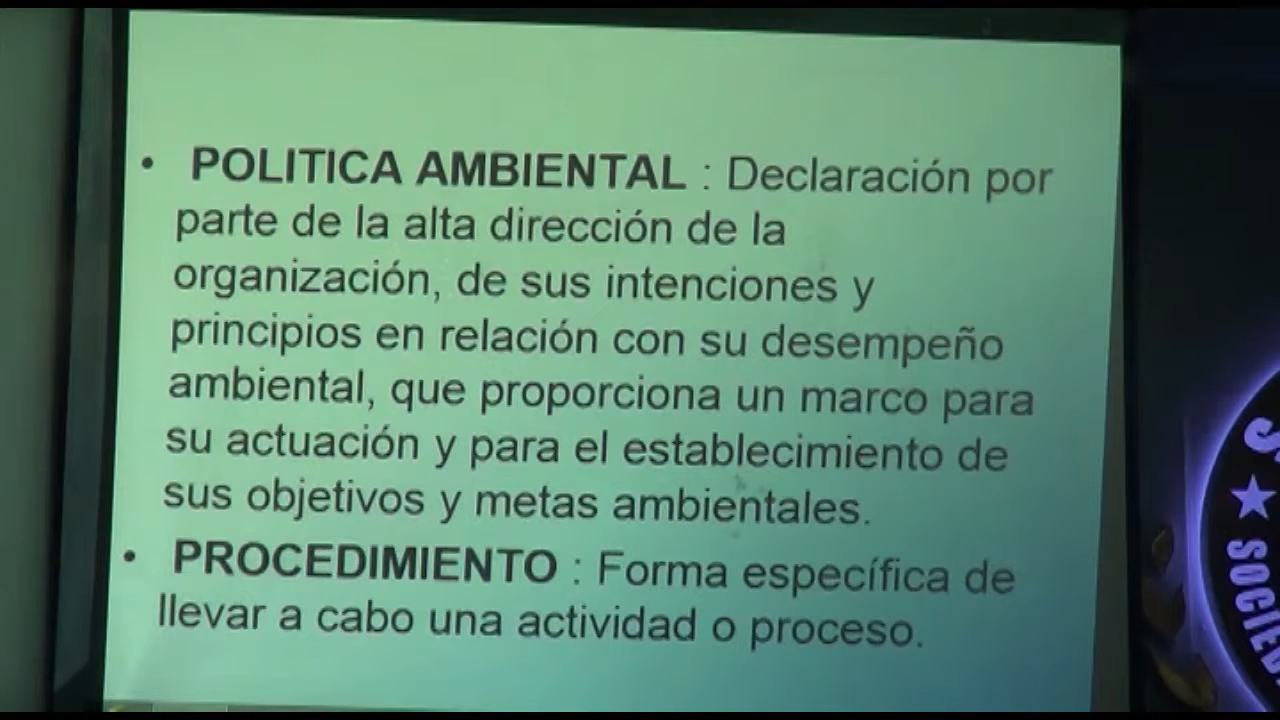 • POLITICA AMBIENTAL : Declaración por
parte de la alta dirección de la
organización, de sus intenciones y
principios en relación con su desempeño
ambiental, que proporciona un marco para
su actuación y para el establecimiento de
sus objetivos y metas ambientales.
• PROCEDIMIENTO : Forma específica de
llevar a cabo una actividad o proceso.